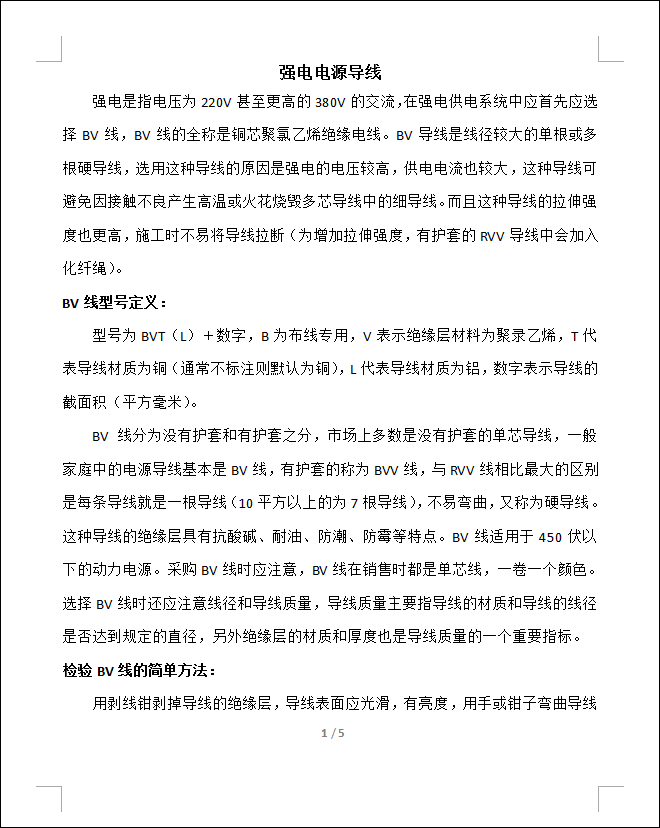 强电电源导线
强电是指电压为 220V 甚至更高的 380V 的交流,在强电供电系统中应首先应选
择 BV 线，BV 线的全称是铜芯聚氯乙烯绝缘电线。BV 导线是线径较大的单根或多
根硬导线，选用这种导线的原因是强电的电压较高，供电电流也较大，这种导线可
避免因接触不良产生高温或火花烧毁多芯导线中的细导线。而且这种导线的拉伸强
度也更高，施工时不易将导线拉断（为增加拉伸强度，有护套的 RVV 导线中会加入
化纤绳）。
BV 线型号定义：
型号为 BVT（L）＋数字，B 为布线专用，V 表示绝缘层材料为聚录乙烯，T 代
表导线材质为铜（通常不标注则默认为铜），L 代表导线材质为铝，数字表示导线的
截面积（平方毫米）。
BV 线分为没有护套和有护套之分，市场上多数是没有护套的单芯导线，一般
家庭中的电源导线基本是 BV 线，有护套的称为 BVV 线，与 RVV 线相比最大的区别
是每条导线就是一根导线（10 平方以上的为 7 根导线），不易弯曲，又称为硬导线。
这种导线的绝缘层具有抗酸碱、耐油、防潮、防霉等特点。BV 线适用于 450 伏以
下的动力电源。采购 BV 线时应注意，BV 线在销售时都是单芯线，一卷一个颜色。
选择 BV 线时还应注意线径和导线质量，导线质量主要指导线的材质和导线的线径
是否达到规定的直径，另外绝缘层的材质和厚度也是导线质量的一个重要指标。
检验 BV 线的简单方法：
用剥线钳剥掉导线的绝缘层，导线表面应光滑，有亮度，用手或钳子弯曲导线
1 / 5